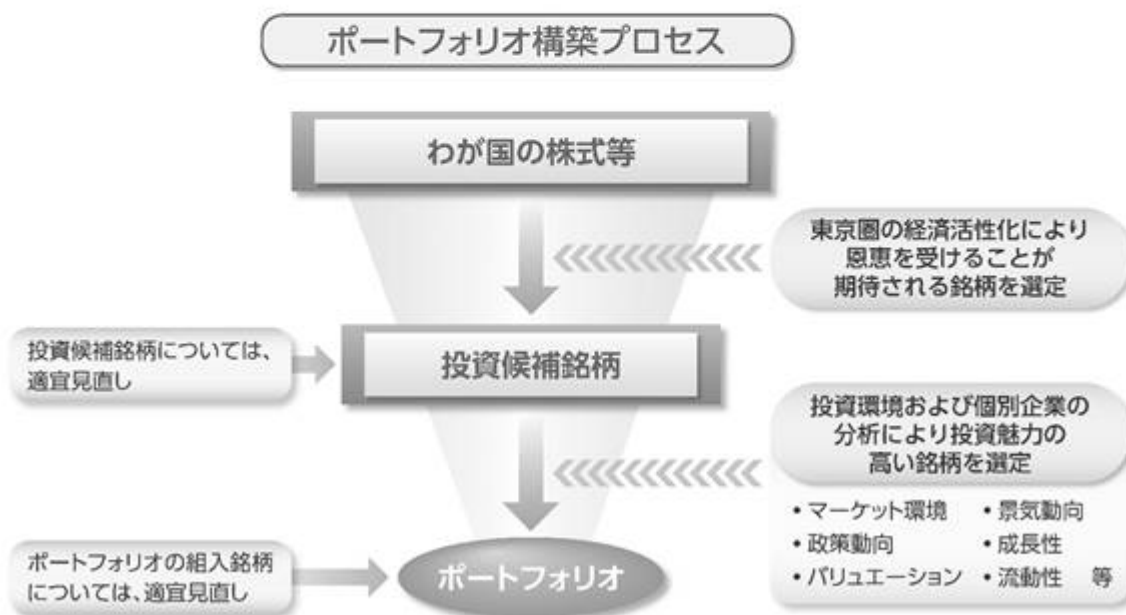 ポートフォリオ構築プロセス
わが国の株式等
東京圏の経済活性化により
恩恵を受けることが
期待される銘柄を選定
投資候補銘柄については、
適宜見直し
投資候補銘柄
投資環境および個別企業の
分析により投資魅力の
高い銘柄を選定
• マーケット環境 • 景気動向
• 政策動向 • 成長性
• バリュエーション • 流動性 等
ポートフォリオの組入銘柄
については、適宜見直し
ポートフォリオ